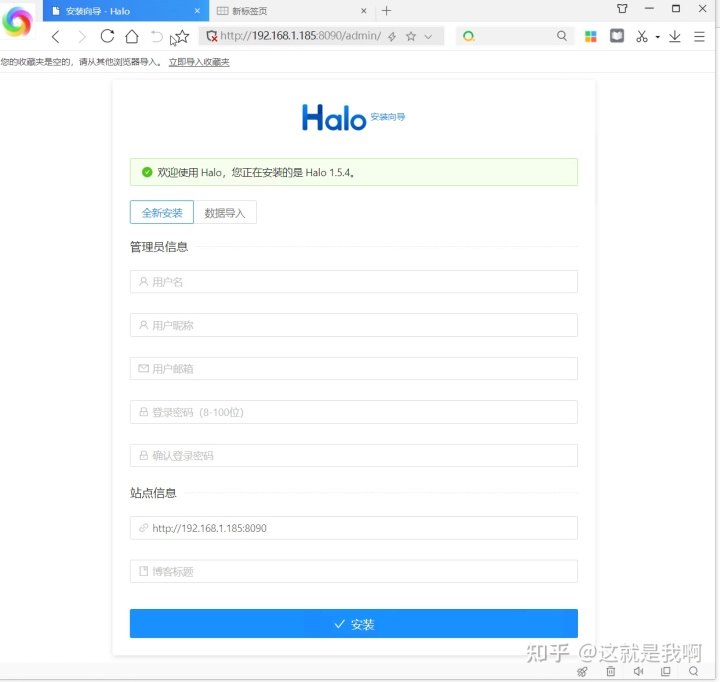 安装向导 - Halo
新标签页
http://192.168.1.185:8090/admin/
您的收藏夹是空的，请从其他浏览器导入。 立即导入收藏夹
Halo 安装向导
欢迎使用 Halo，您正在安装的是 Halo 1.5.4。
全新安装 数据导入
管理员信息
用户名
用户昵称
用户邮箱
登录密码（8-100位）
确认登录密码
站点信息
http://192.168.1.185:8090
博客标题
安装
知乎 @这就是我啊